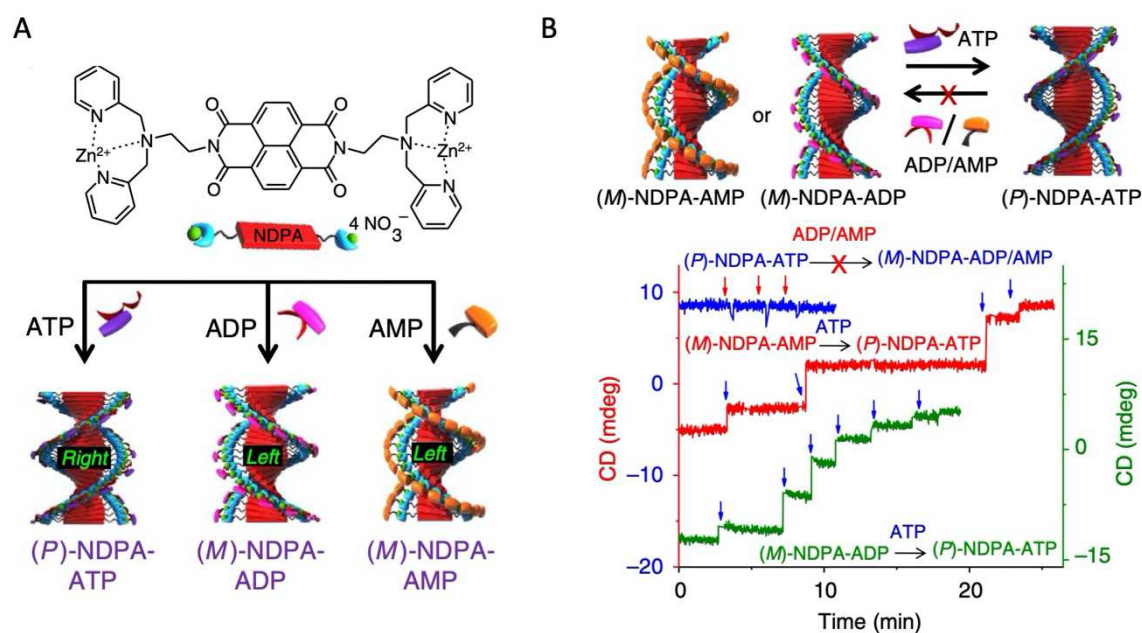 A
N
N
N
Zn2+
N
O
O
N
N
O
O
N
N
Zn2+
N
NDPA
4 NO3−
ATP
ADP
AMP
Right
Left
Left
(P)-NDPA-
ATP
(M)-NDPA-
ADP
(M)-NDPA-
AMP
B
or
ATP
X
/
ADP/AMP
(M)-NDPA-AMP
(M)-NDPA-ADP
(P)-NDPA-ATP
ADP/AMP
(P)-NDPA-ATP X (M)-NDPA-ADP/AMP
ATP
(M)-NDPA-AMP (P)-NDPA-ATP
ATP
(M)-NDPA-ADP (P)-NDPA-ATP
CD (mdeg)
10
0
−10
−20
CD (mdeg)
15
0
−15
0 10 20
Time (min)